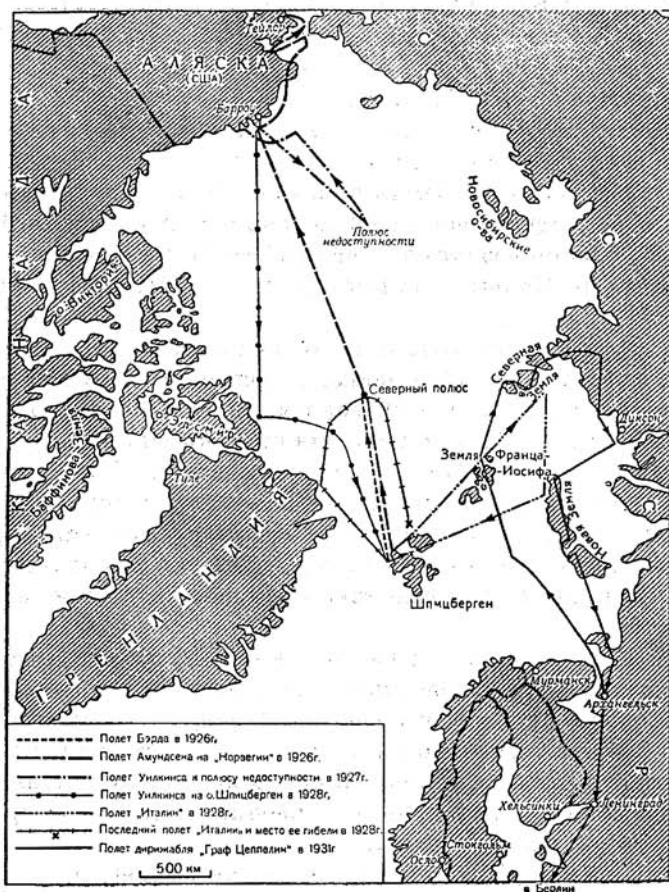 Тейлор
АЛЯСКА
(США)
Барроу
С
С
С
Р
К
А
Н
А
Д
А
Новосибирские
о-ва
Полюс
недоступности
о. Виктория
Северная
Земля
Северный полюс
о. Элсмир
Диксон
Земля Франца
-Иосифа
Баффинова Земля
Туле
Новая Земля
ГРЕНЛАНДИЯ
Шпицберген
Мурманск
Архангельск
Хельсинки
Ленинград
Стокгольм
Осло
в Берлин
Полет Бэрда в 1926г.
Полет Амундсена на „Норвегии" в 1926г.
Полет Уилкинса к полюсу недоступности в 1927г.
Полет Уилкинса на о.Шпицберген в 1928г.
Полет „Италии" в 1928г.
Последний полет „Италии" и место ее гибели в 1928г.
Полет дирижабля „Граф Цеппелин" в 1931г
500 км